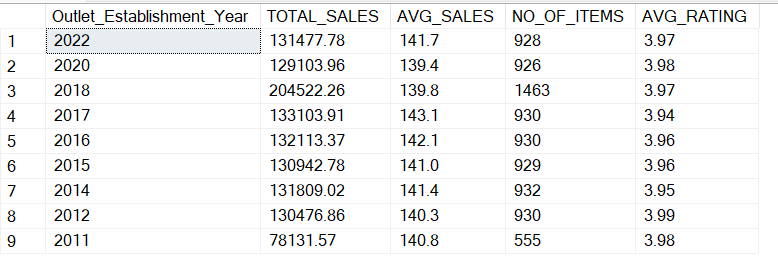 Outlet_Establishment_Year TOTAL_SALES AVG_SALES NO_OF_ITEMS AVG_RATING
1 2022 131477.78 141.7 928 3.97
2 2020 129103.96 139.4 926 3.98
3 2018 204522.26 139.8 1463 3.97
4 2017 133103.91 143.1 930 3.94
5 2016 132113.37 142.1 930 3.96
6 2015 130942.78 141.0 929 3.96
7 2014 131809.02 141.4 932 3.95
8 2012 130476.86 140.3 930 3.99
9 2011 78131.57 140.8 555 3.98